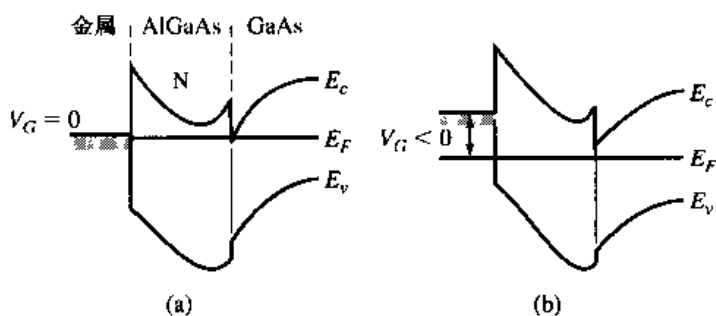 金属 AlGaAs GaAs
N
E_c
V_G = 0
E_F
E_v
(a)
E_c
V_G < 0
E_F
E_v
(b)